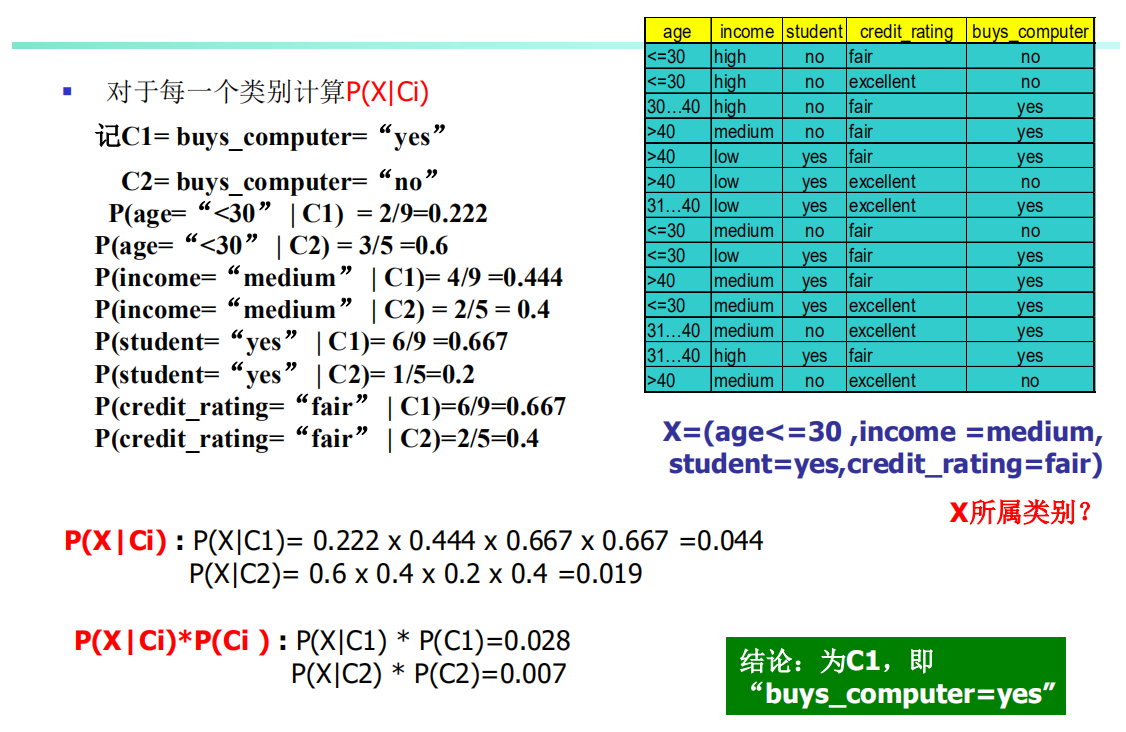 对于每一个类别计算P(X|Ci)
记C1= buys_computer=“yes”
C2= buys_computer=“no”
P(age=“<30” | C1) = 2/9=0.222
P(age=“<30” | C2) = 3/5 =0.6
P(income=“medium” | C1)= 4/9 =0.444
P(income=“medium” | C2) = 2/5 = 0.4
P(student=“yes” | C1)= 6/9 =0.667
P(student=“yes” | C2)= 1/5=0.2
P(credit_rating=“fair” | C1)=6/9=0.667
P(credit_rating=“fair” | C2)=2/5=0.4
age income student credit_rating buys_computer
<=30 high no fair no
<=30 high no excellent no
30…40 high no fair yes
>40 medium no fair yes
>40 low yes fair yes
>40 low yes excellent no
31…40 low yes excellent yes
<=30 medium no fair no
<=30 low yes fair yes
>40 medium yes fair yes
<=30 medium yes excellent yes
31…40 medium no excellent yes
31…40 high yes fair yes
>40 medium no excellent no
X=(age<=30 ,income =medium,
student=yes,credit_rating=fair)
X所属类别？
P(X|Ci) : P(X|C1)= 0.222 x 0.444 x 0.667 x 0.667 =0.044
P(X|C2)= 0.6 x 0.4 x 0.2 x 0.4 =0.019
P(X|Ci)*P(Ci ) : P(X|C1) * P(C1)=0.028
P(X|C2) * P(C2)=0.007
结论：为C1，即
“buys_computer=yes”